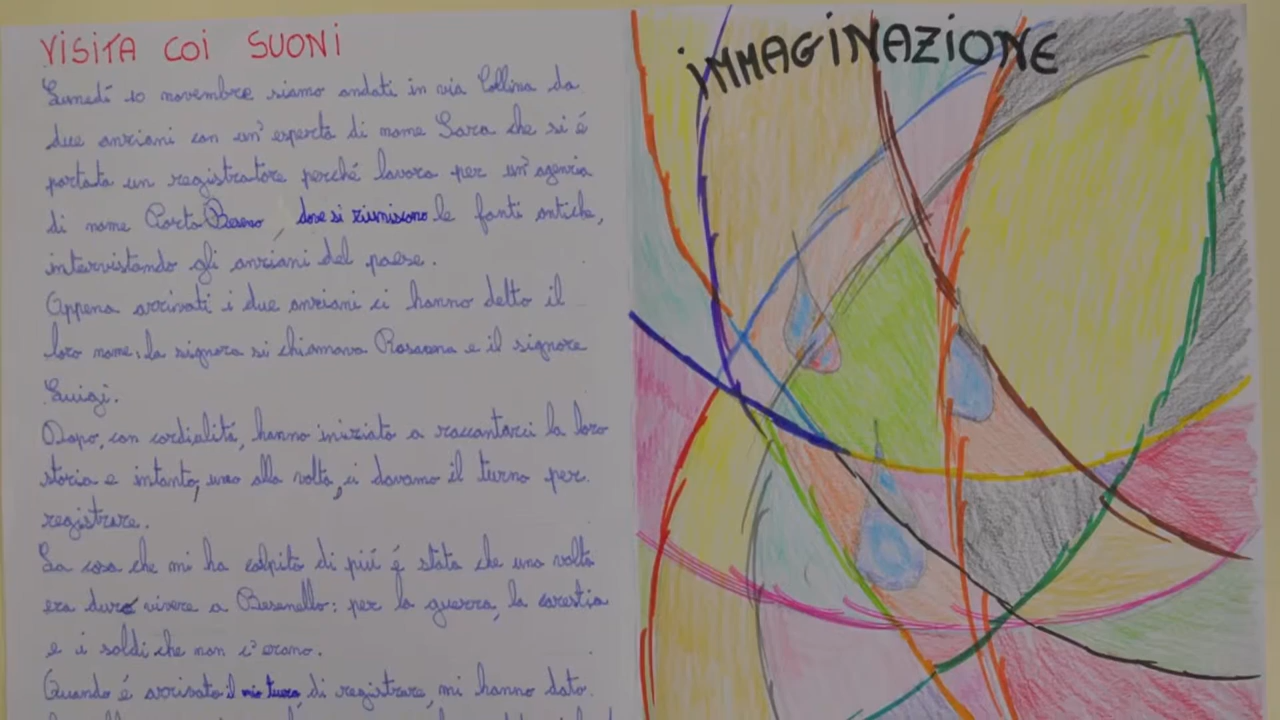 VISITA COI SUONI
Lunedí 10 novembre siamo andati in via Collina da
due anziani con un' esperta di nome Sara che si é
portata un registratore perché lavora per un' agenzia
di nome Porto Beseno, dove si riuniscono le fonti antiche,
intervistando gli anziani del paese.
Appena arrivati i due anziani ci hanno detto il
loro nome: la signora si chiamava Rosanna e il signore
Luigi.
Dopo, con cordialitá, hanno iniziato a raccontarci la loro
storia e intanto, uno alla volta, ci davamo il turno per
registrare.
La cosa che mi ha colpito di piú é stata che una volta
era duro vivere a Besenello: per la guerra, la carestia
e i soldi che non c'erano.
Quando é arrivato il mio turno, di registrare, mi hanno dato
IMMAGINAZIONE